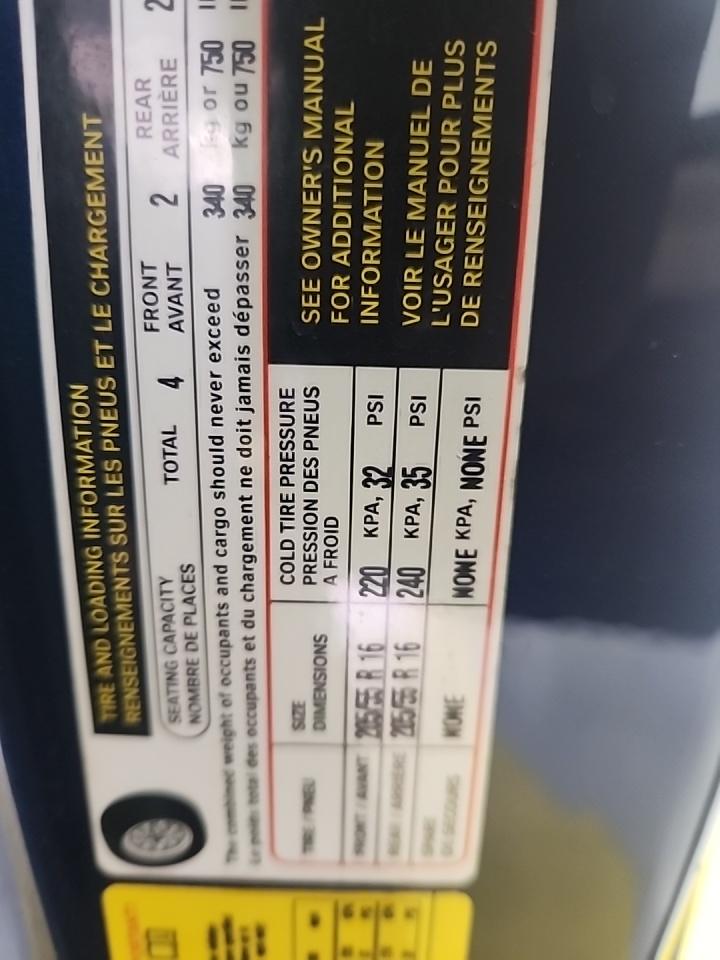 TIRE AND LOADING INFORMATION
RENSEIGNEMENTS SUR LES PNEUS ET LE CHARGEMENT
SEATING CAPACITY
NOMBRE DE PLACES
TOTAL 4
FRONT
AVANT
2
REAR
ARRIÈRE
2
The combined weight of occupants and cargo should never exceed 340 kg or 750
Le poids total des occupants et du chargement ne doit jamais dépasser 340 kg ou 750
TIRE / PNEU
SIZE
DIMENSIONS
COLD TIRE PRESSURE
PRESSION DES PNEUS
A FROID
FRONT / AVANT 205/55 R 16 220 KPA, 32 PSI
REAR / ARRIÈRE 205/55 R 16 240 KPA, 35 PSI
SPARE
DE SECOURS
NONE NONE KPA, NONE PSI
SEE OWNER'S MANUAL
FOR ADDITIONAL
INFORMATION
VOIR LE MANUEL DE
L'USAGER POUR PLUS
DE RENSEIGNEMENTS